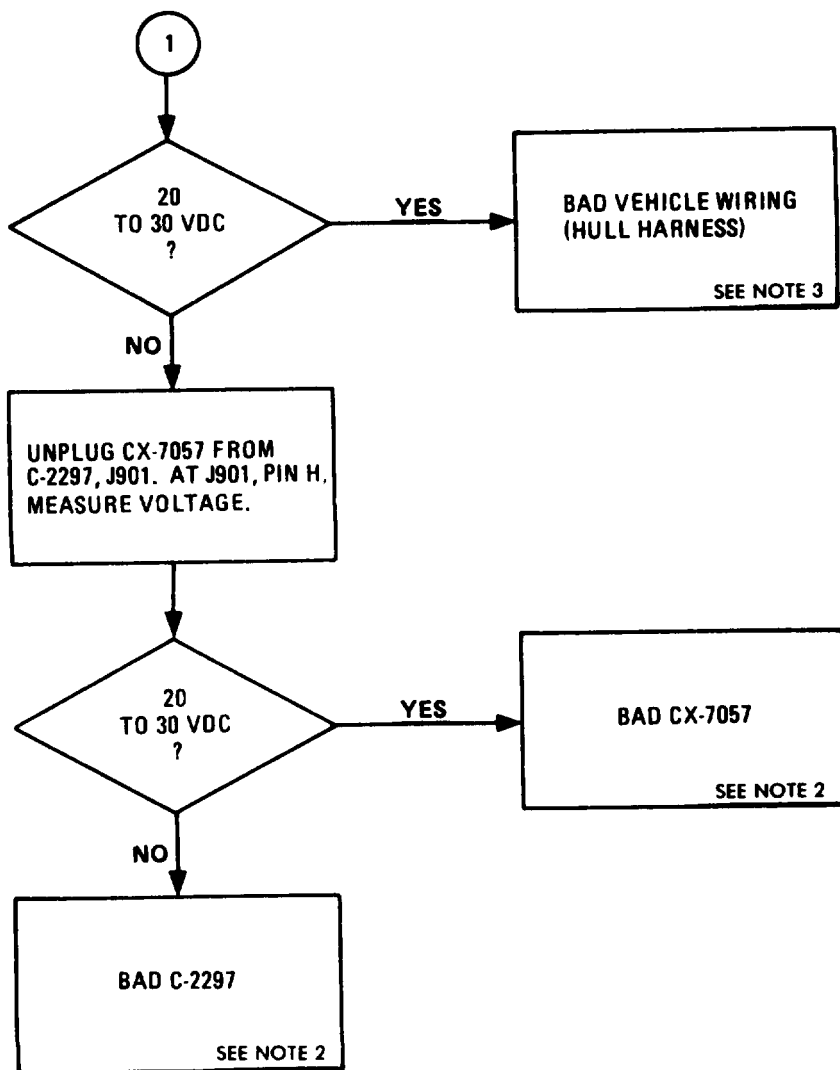 1
20
TO 30 VDC
?
YES
BAD VEHICLE WIRING
(HULL HARNESS)
SEE NOTE 3
NO
UNPLUG CX-7057 FROM
C-2297, J901. AT J901, PIN H.
MEASURE VOLTAGE.
20
TO 30 VDC
?
YES
BAD CX-7057
SEE NOTE 2
NO
BAD C-2297
SEE NOTE 2